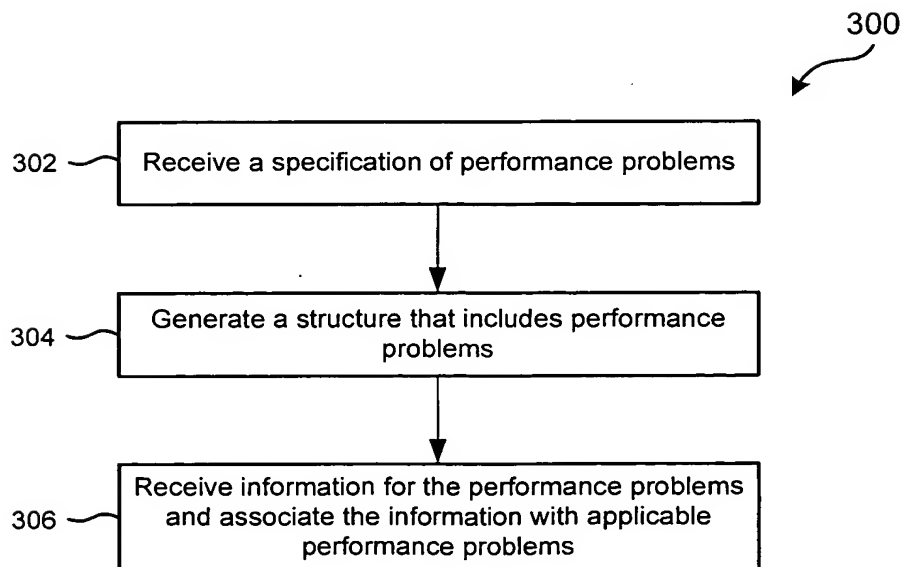 300
302
Receive a specification of performance problems
304
Generate a structure that includes performance
problems
306
Receive information for the performance problems
and associate the information with applicable
performance problems